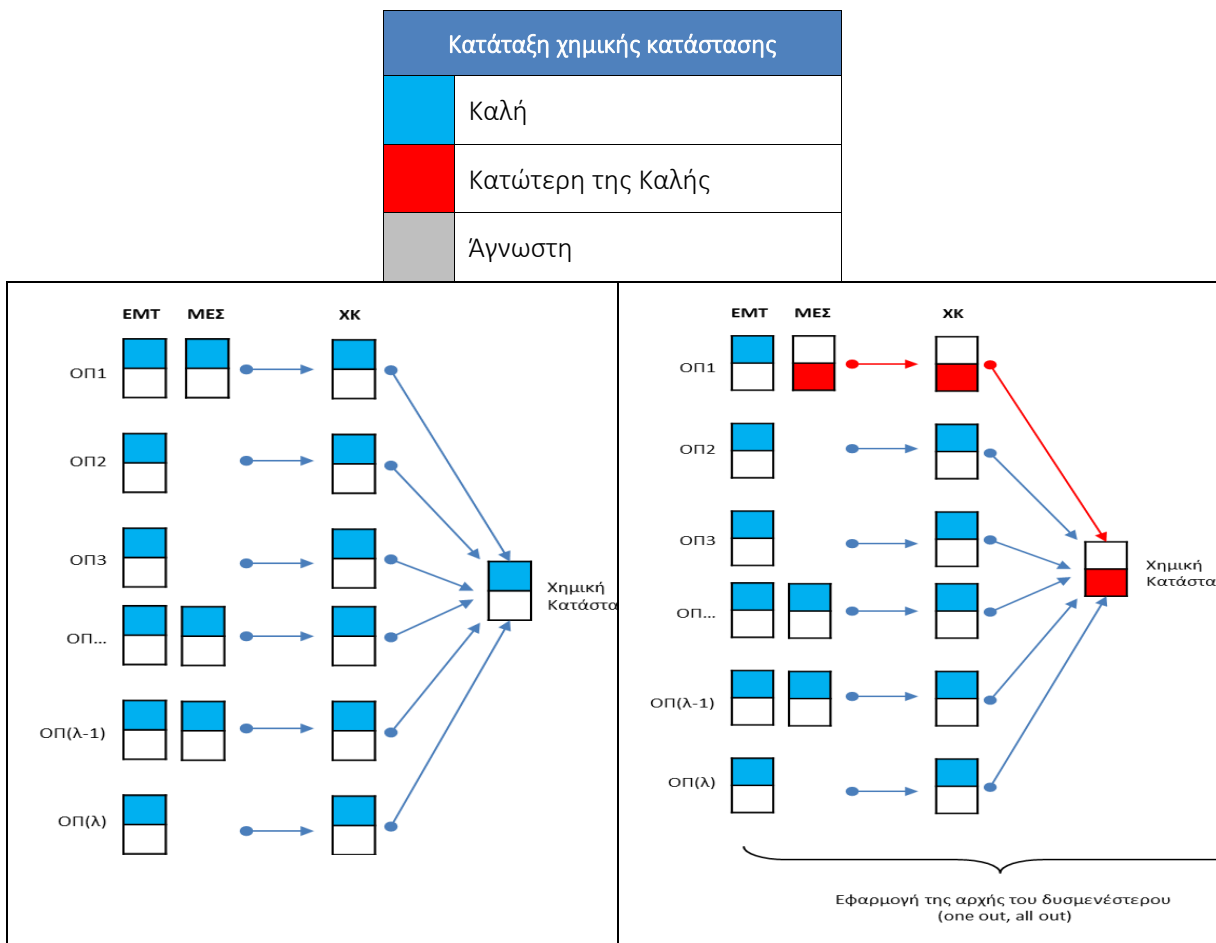 Κατάταξη χημικής κατάστασης
Καλή
Κατώτερη της Καλής
Άγνωστη
ΕΜΤ ΜΕΣ ΧΚ
ΟΠ1
ΟΠ2
ΟΠ3
ΟΠ...
ΟΠ(λ-1)
ΟΠ(λ)
Χημική
Κατάστα
ΕΜΤ ΜΕΣ ΧΚ
ΟΠ1
ΟΠ2
ΟΠ3
ΟΠ...
ΟΠ(λ-1)
ΟΠ(λ)
Χημική
Κατάστα
Εφαρμογή της αρχής του δυσμενέστερου
(one out, all out)